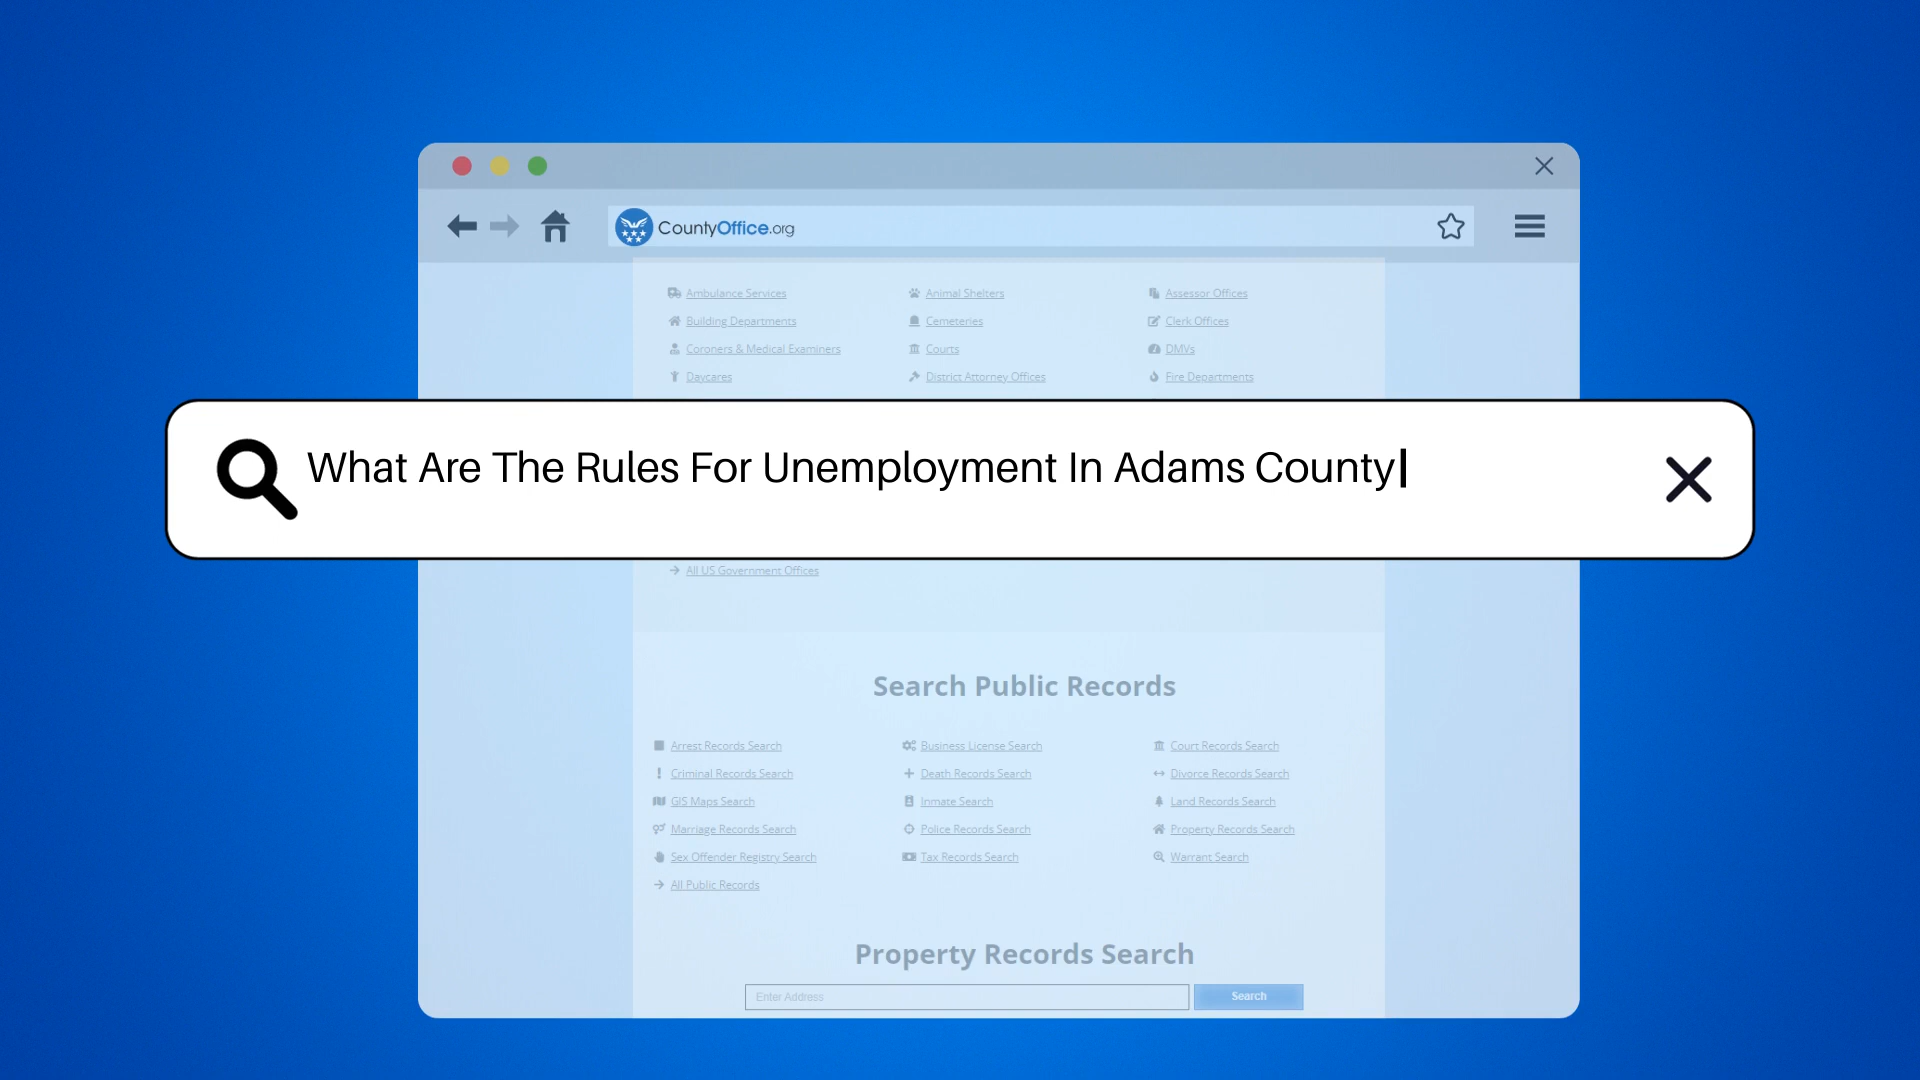 CountyOffice.org
Ambulance Services Animal Shelters Assessor Offices
Building Departments Cemeteries Clerk Offices
Coroners & Medical Examiners Courts DMVs
Daycares District Attorney Offices Fire Departments
What Are The Rules For Unemployment In Adams County
All US Government Offices
Search Public Records
Arrest Records Search Business License Search Court Records Search
Criminal Records Search Death Records Search Divorce Records Search
GIS Maps Search Inmate Search Land Records Search
Marriage Records Search Police Records Search Property Records Search
Sex Offender Registry Search Tax Records Search Warrant Search
All Public Records
Property Records Search
Enter Address Search